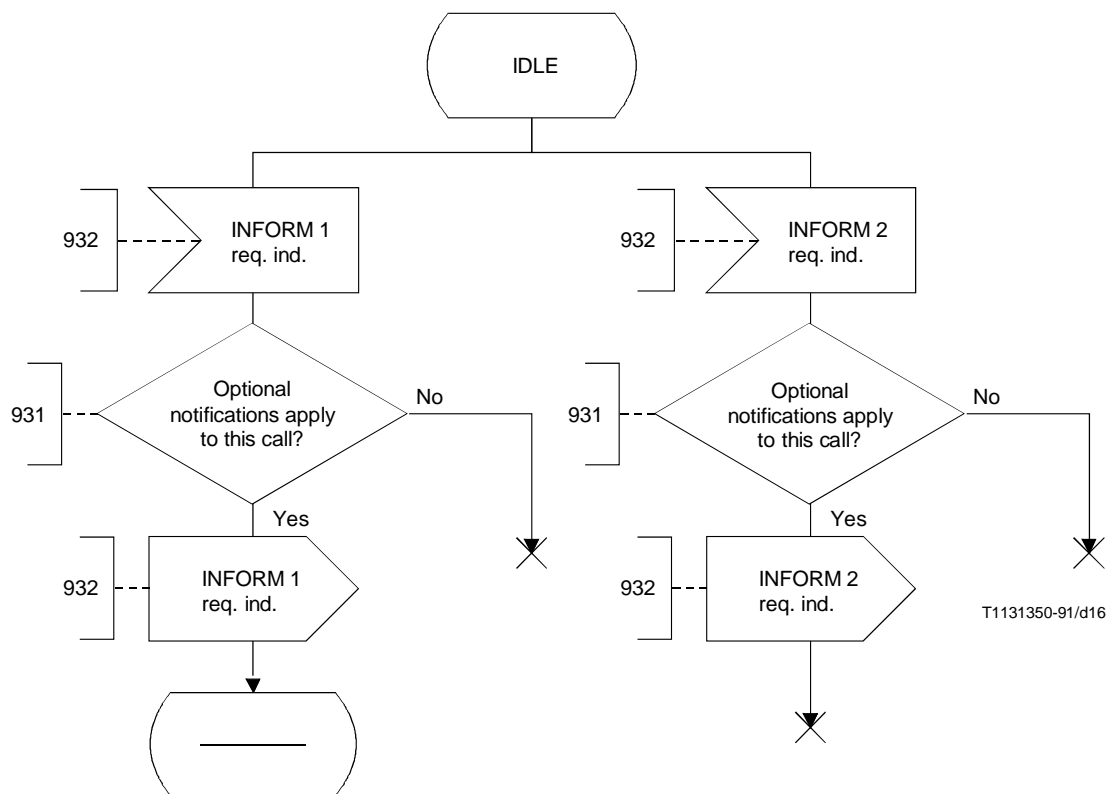 IDLE
932
INFORM 1
req. ind.
932
INFORM 2
req. ind.
931
Optional
notifications apply
to this call?
No
931
Optional
notifications apply
to this call?
No
Yes
Yes
932
INFORM 1
req. ind.
932
INFORM 2
req. ind.
T1131350-91/d16